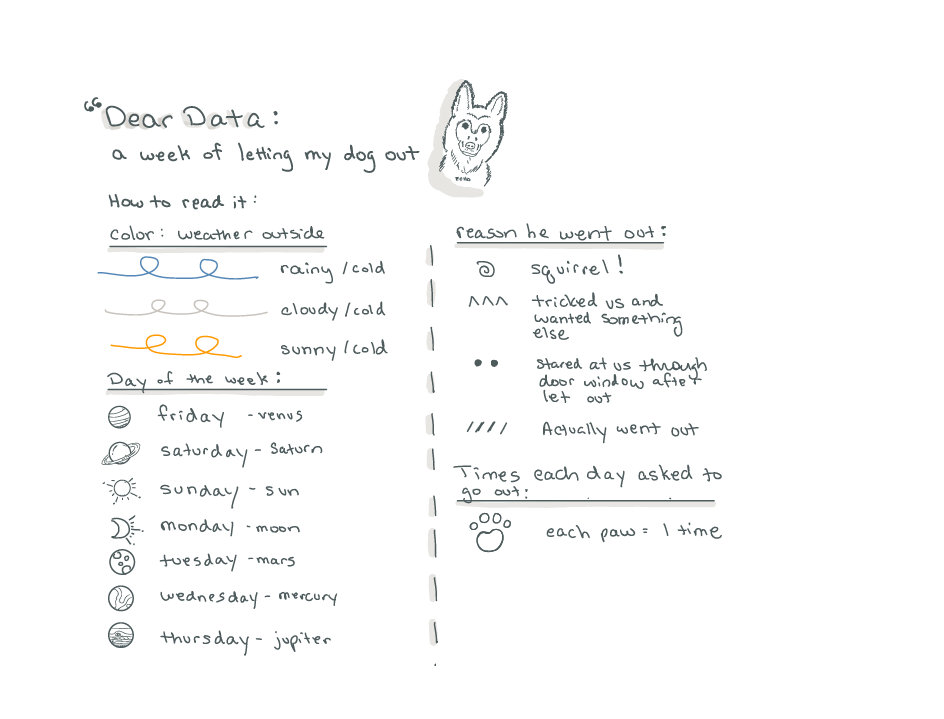 “Dear Data:
a week of letting my dog out
How to read it:
Color: weather outside
rainy/cold
cloudy/cold
sunny/cold
Day of the week:
friday - venus
saturday - Saturn
sunday - sun
monday - moon
tuesday - mars
wednesday - mercury
thursday - jupiter
reason he went out:
squirrel!
tricked us and
wanted something
else
Stared at us through
door window after
let out
Actually went out
Times each day asked to
go out:
each paw = 1 time